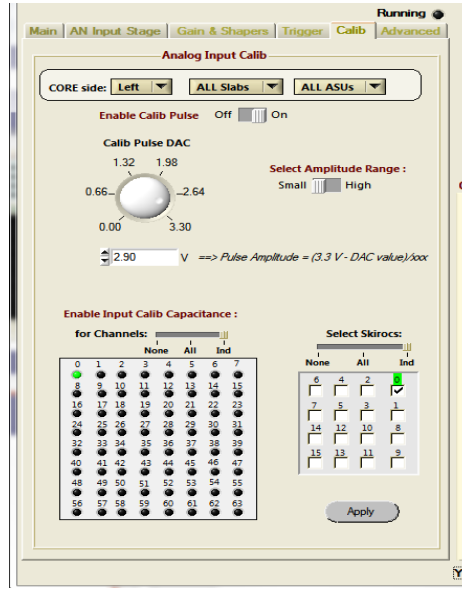 Running
Main AN Input Stage Gain & Shapers Trigger Calib Advanced
Analog Input Calib
CORE side: Left ALL Slabs ALL ASUs
Enable Calib Pulse Off On
Calib Pulse DAC
1.32 1.98
Select Amplitude Range :
0.66 2.64
Small High
0.00 3.30
2.90 V ==> Pulse Amplitude = (3.3 V - DAC value)/xxx
Enable Input Calib Capacitance :
for Channels: Select Skirocs:
None All Ind None All Ind
0 1 2 3 4 5 6 7
6 4 2 0
8 9 10 11 12 13 14 15
16 17 18 19 20 21 22 23
7 5 3 1
24 25 26 27 28 29 30 31
14 12 10 8
32 33 34 35 36 37 38 39
15 13 11 9
40 41 42 43 44 45 46 47
48 49 50 51 52 53 54 55
56 57 58 59 60 61 62 63
Apply